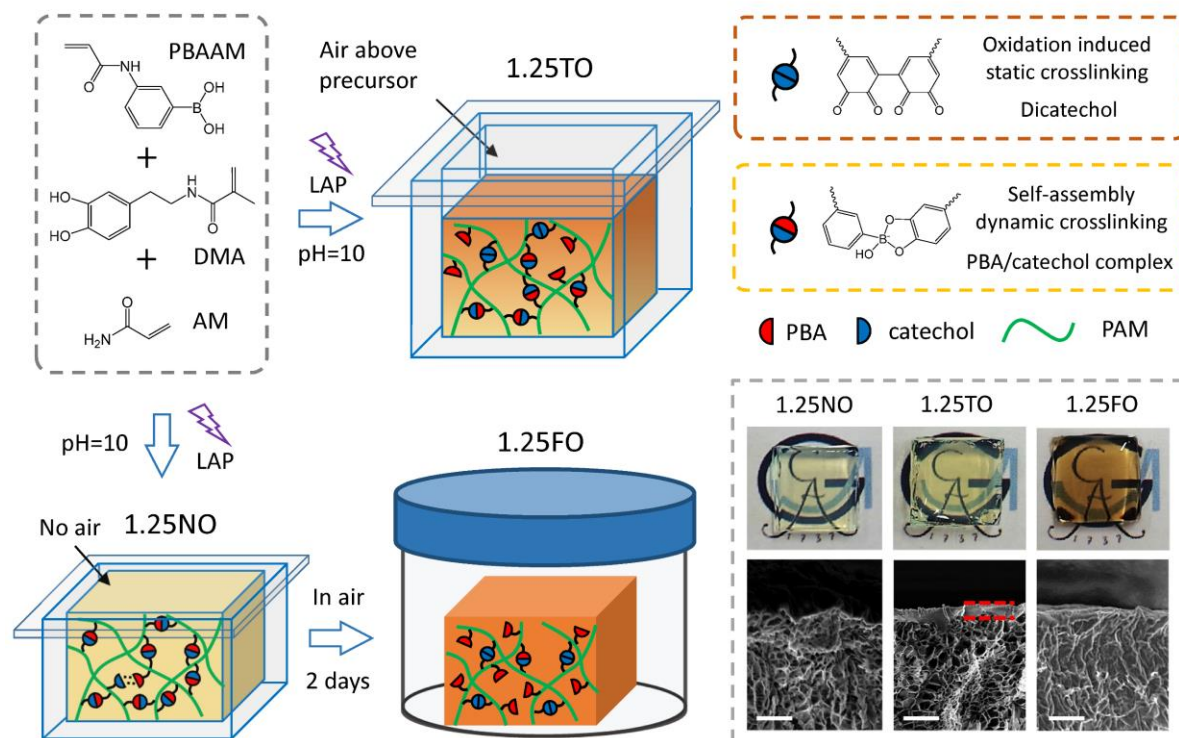 PBAAM
O
NH
OH
B
OH
+
HO
HO
H
N
O
DMA
+
O
H₂N
AM
LAP
pH=10
Air above
precursor
1.25TO
Oxidation induced
static crosslinking
Dicatechol
O
O
O
O
Self-assembly
dynamic crosslinking
PBA/catechol complex
O
B
HO
O
PBA
catechol
PAM
pH=10
LAP
No air
1.25NO
In air
2 days
1.25FO
1.25NO
1.25TO
1.25FO